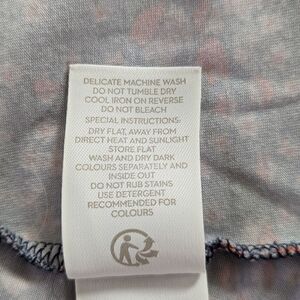 DELICATE MACHINE WASH
DO NOT TUMBLE DRY
COOL IRON ON REVERSE
DO NOT BLEACH
SPECIAL INSTRUCTIONS:
DRY FLAT, AWAY FROM
DIRECT HEAT AND SUNLIGHT
STORE FLAT
WASH AND DRY DARK
COLOURS SEPARATELY AND
INSIDE OUT
DO NOT RUB STAINS
USE DETERGENT
RECOMMENDED FOR
COLOURS